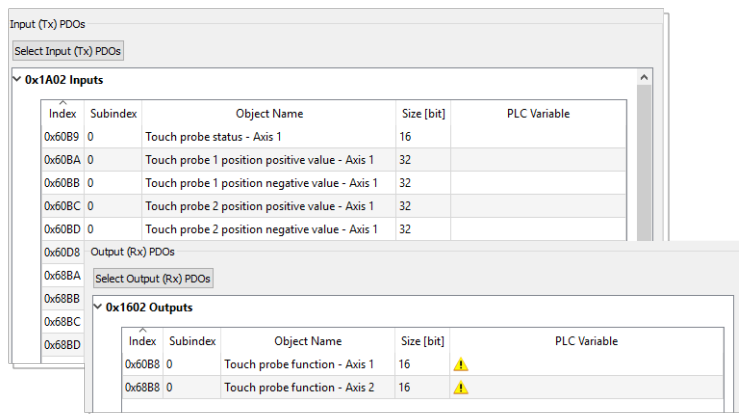 Input (Tx) PDOs
Select Input (Tx) PDOs
0x1A02 Inputs
Index Subindex Object Name Size [bit] PLC Variable
0x60B9 0 Touch probe status - Axis 1 16
0x60BA 0 Touch probe 1 position positive value - Axis 1 32
0x60BB 0 Touch probe 1 position negative value - Axis 1 32
0x60BC 0 Touch probe 2 position positive value - Axis 1 32
0x60BD 0 Touch probe 2 position negative value - Axis 1 32
0x60D8
0x68BA
0x68BB
0x68BC
0x68BD
Output (Rx) PDOs
Select Output (Rx) PDOs
0x1602 Outputs
Index Subindex Object Name Size [bit] PLC Variable
0x60B8 0 Touch probe function - Axis 1 16
0x68B8 0 Touch probe function - Axis 2 16